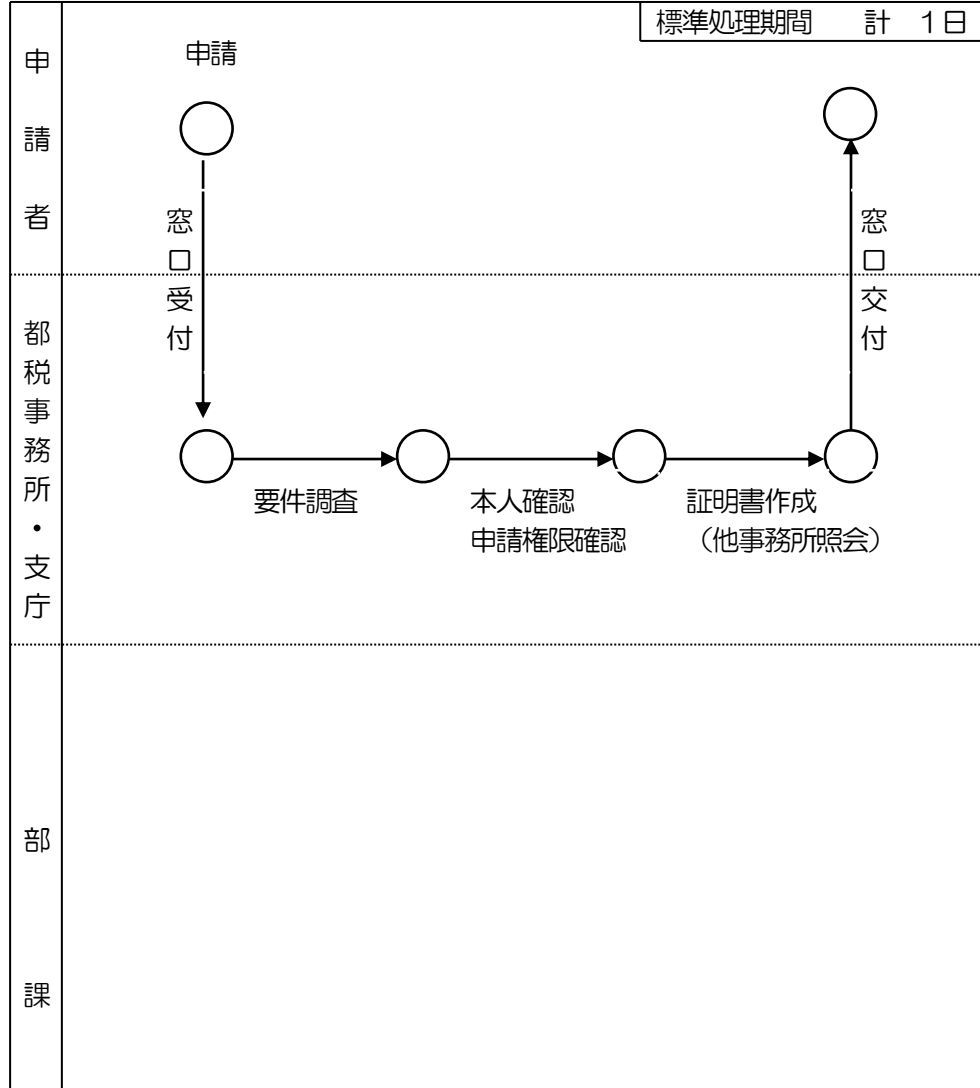 標準処理期間　計　1日
申請者
申請
窓口受付
窓口交付
都税事務所・支庁
要件調査
本人確認
申請権限確認
証明書作成
（他事務所照会）
部課